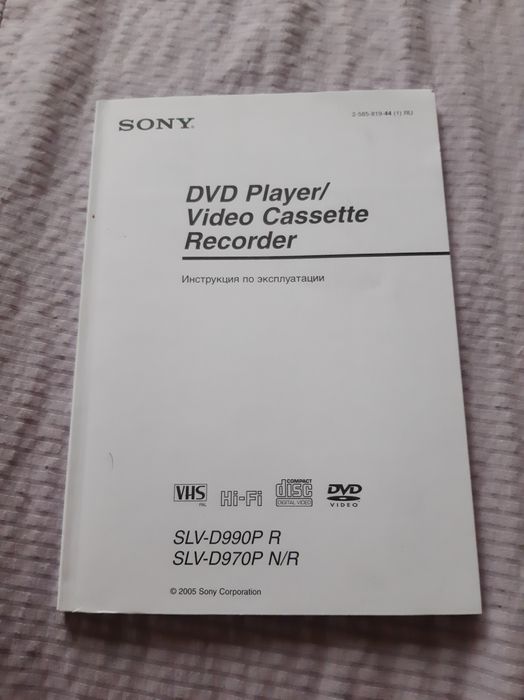 SONY®
2-585-819-44 (1) RU
DVD Player/
Video Cassette
Recorder
Инструкция по эксплуатации
VHS
PAL
Hi-Fi
COMPACT
disc
DIGITAL VIDEO
DVD
VIDEO
SLV-D990P R
SLV-D970P N/R
© 2005 Sony Corporation